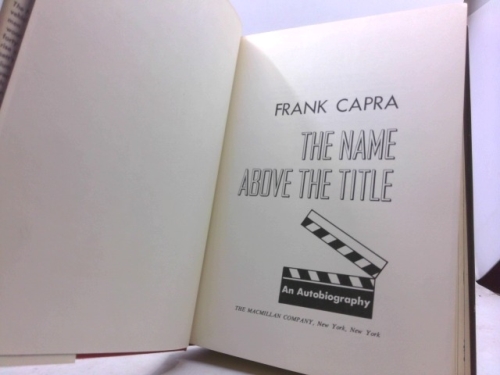 FRANK CAPRA
THE NAME
ABOVE THE TITLE
An Autobiography
THE MACMILLAN COMPANY, New York, New York